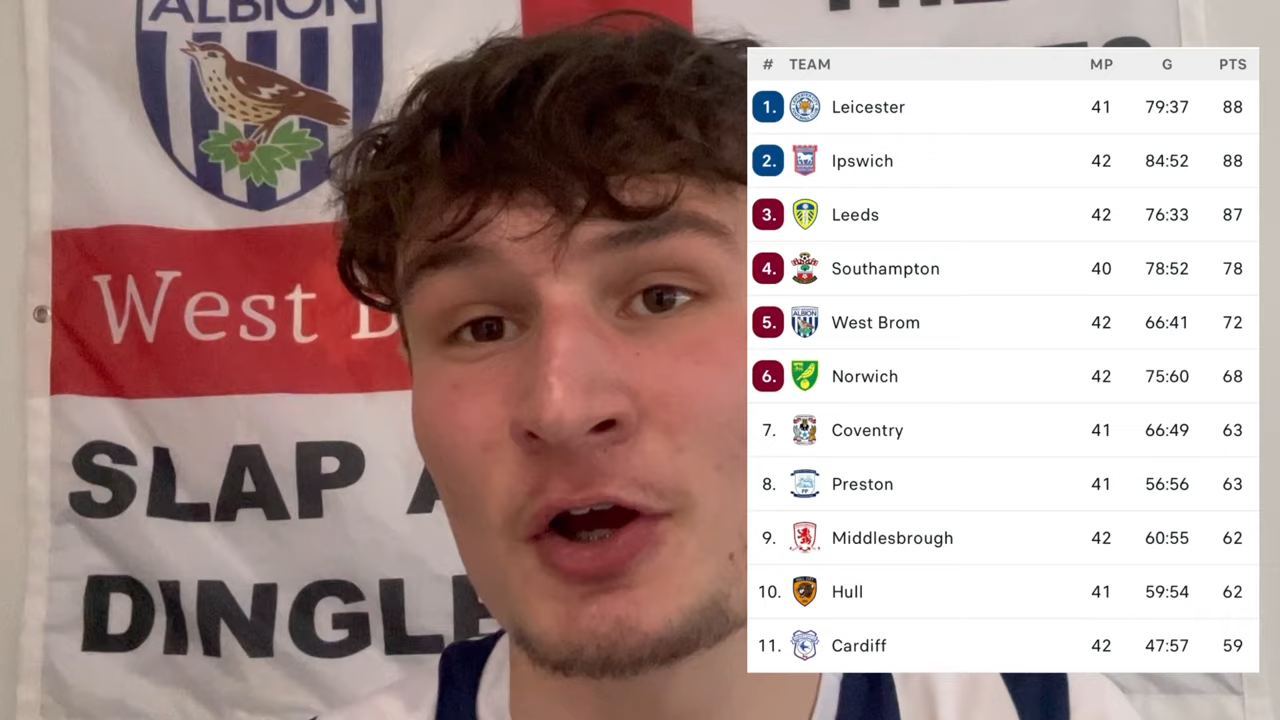 ALBION
West B
SLAP A
DINGLE
# TEAM MP G PTS
1. Leicester 41 79:37 88
2. Ipswich 42 84:52 88
3. Leeds 42 76:33 87
4. Southampton 40 78:52 78
5. West Brom 42 66:41 72
6. Norwich 42 75:60 68
7. Coventry 41 66:49 63
8. Preston 41 56:56 63
9. Middlesbrough 42 60:55 62
10. Hull 41 59:54 62
11. Cardiff 42 47:57 59